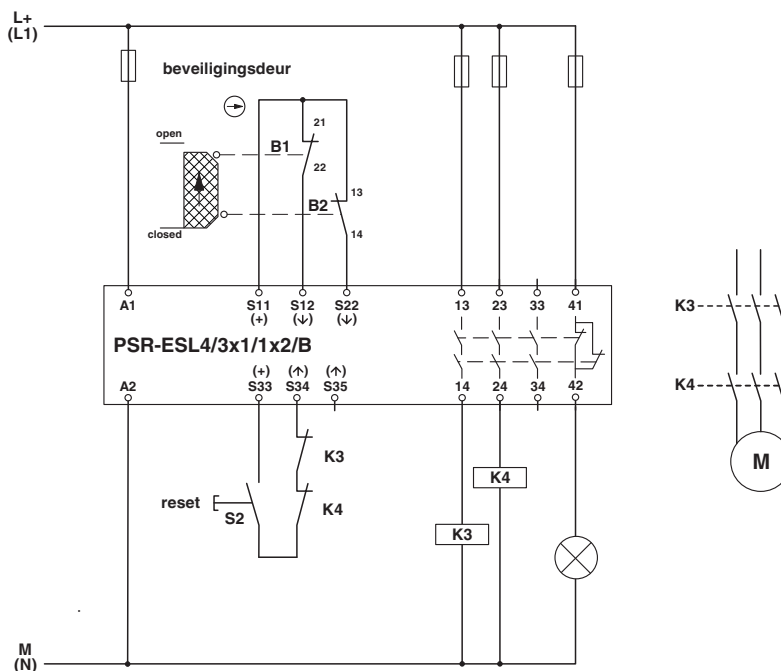 L+
(L1)
beveiligingsdeur
open
closed
B1
21
22
B2
13
14
A1
S11
(+)
S12
(↓)
S22
(↓)
13
23
33
41
PSR-ESL4/3x1/1x2/B
A2
(+)
S33
(↑)
S34
(↑)
S35
14
24
34
42
K3
K4
reset
S2
K4
K3
K3
K4
M
M
(N)